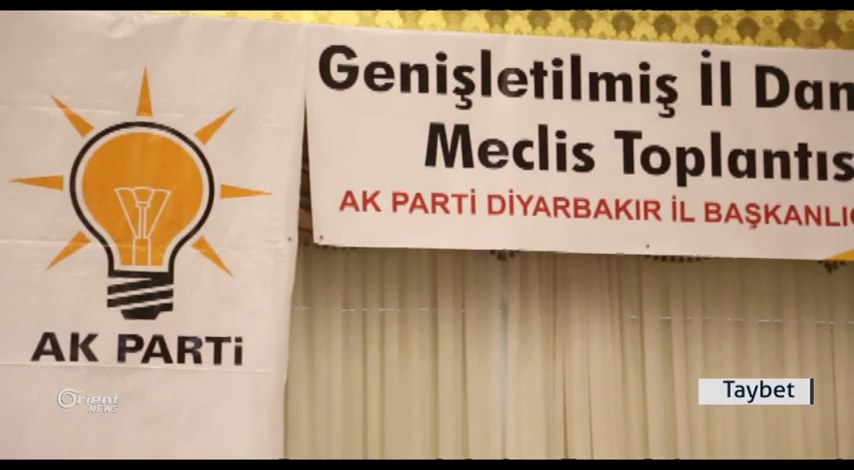 Genişletilmiş İl Dan
Meclis Toplantıs
AK PARTİ DİYARBAKIR İL BAŞKANLIĞ
AK PARTİ
Orient
NEWS
Taybet